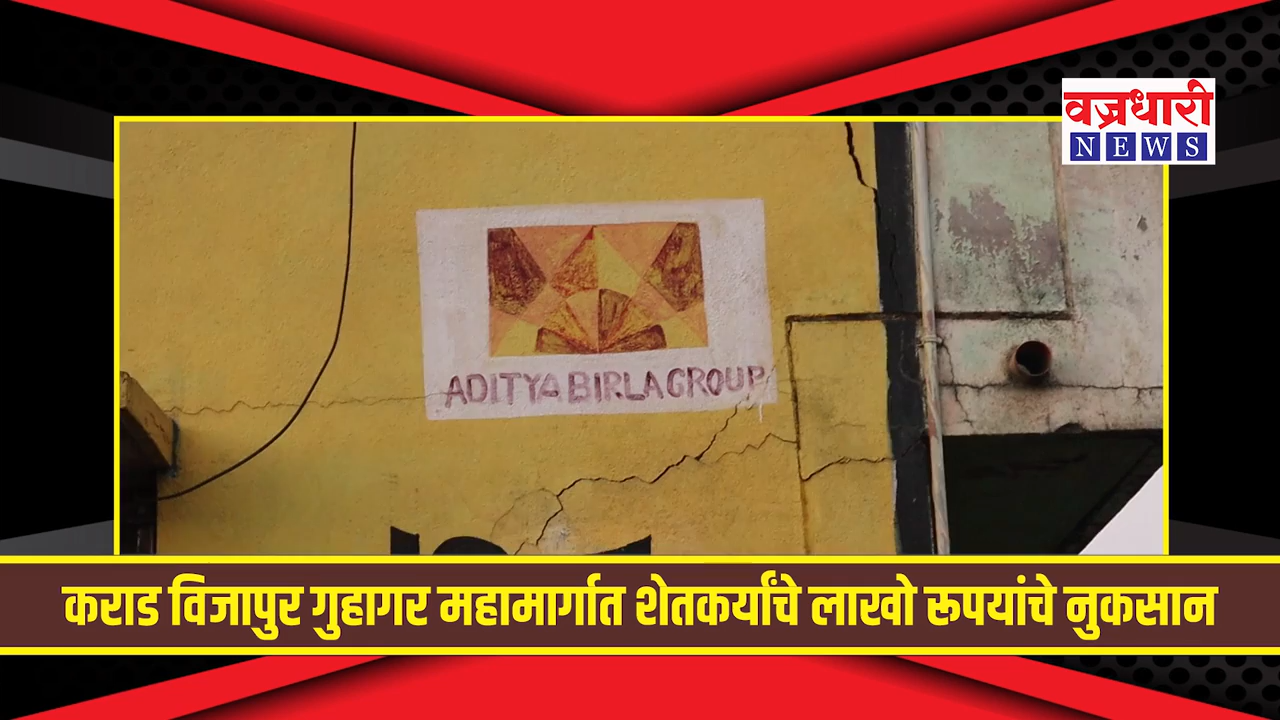 वज्रधारी
NEWS
ADITYA BIRLA GROUP
कराड विजापुर गुहागर महामार्गात शेतकर्यांचे लाखो रूपयांचे नुकसान